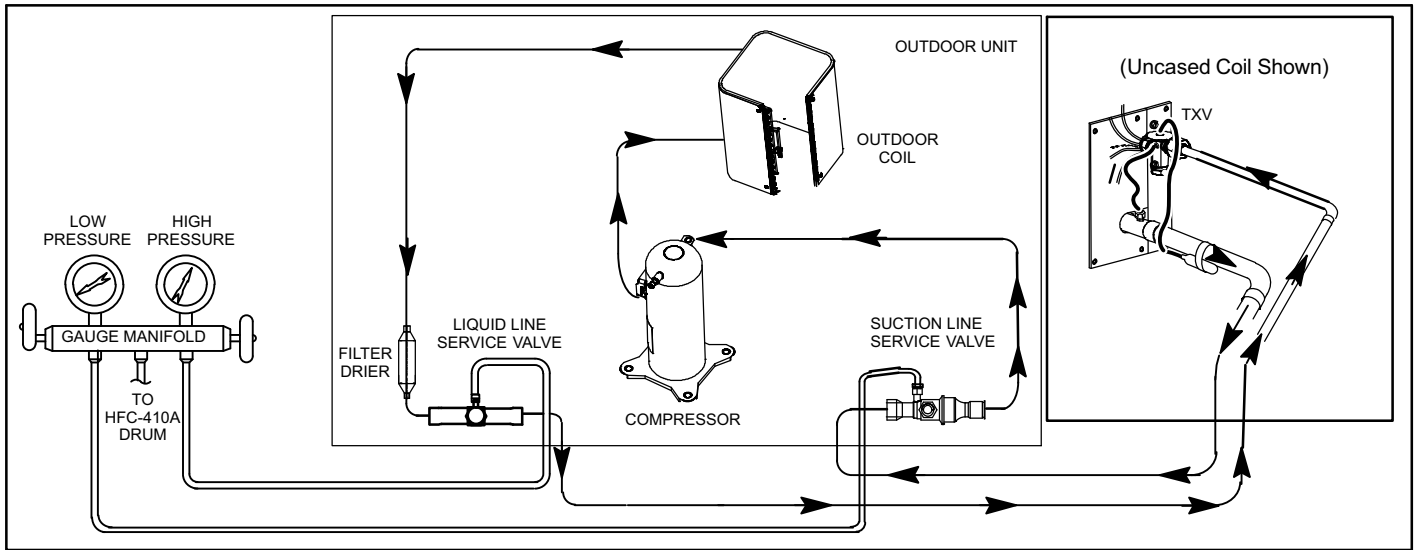 OUTDOOR UNIT
(Uncased Coil Shown)
TXV
OUTDOOR
COIL
LOW
PRESSURE
HIGH
PRESSURE
GAUGE MANIFOLD
TO
HFC-410A
DRUM
FILTER
DRIER
LIQUID LINE
SERVICE VALVE
COMPRESSOR
SUCTION LINE
SERVICE VALVE